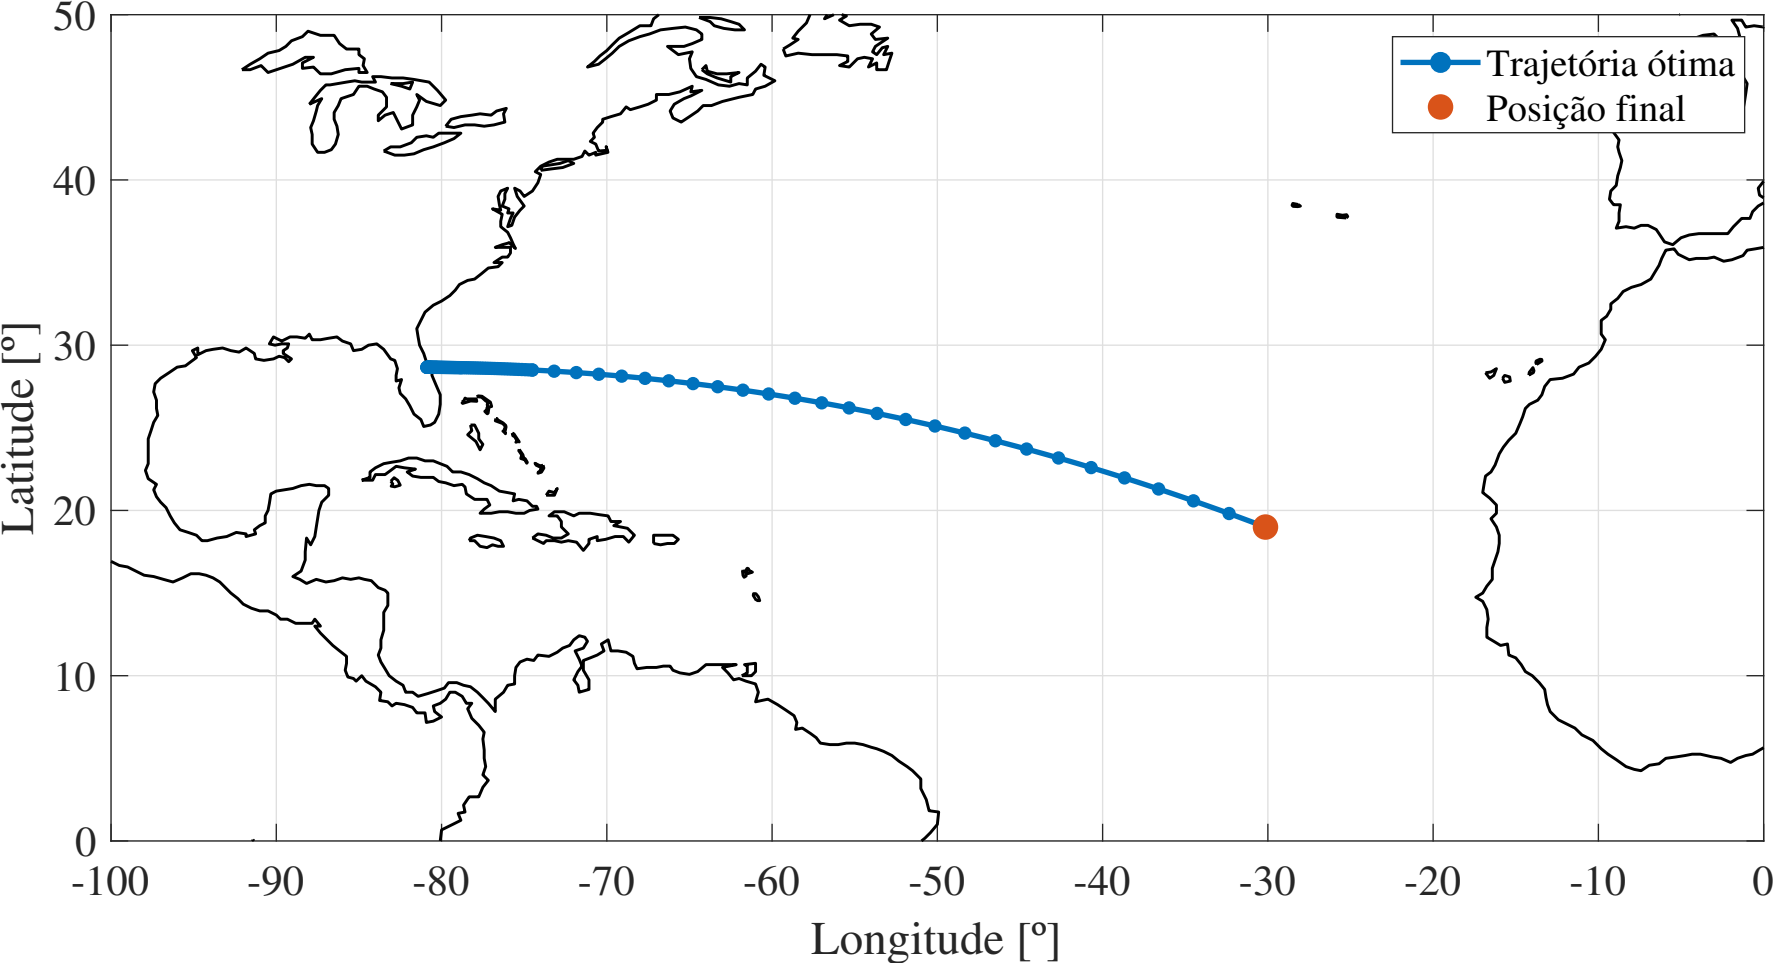 50
40
30
20
10
0
Latitude [º]
-100 -90 -80 -70 -60 -50 -40 -30 -20 -10 0
Longitude [º]
Trajetória ótima
Posição final